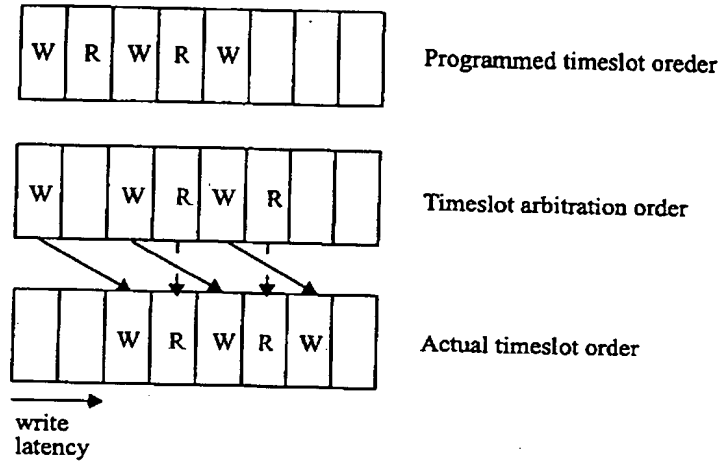 W R W R W
Programmed timeslot oreder
W W R W R
Timeslot arbitration order
W R W R W
Actual timeslot order
write
latency